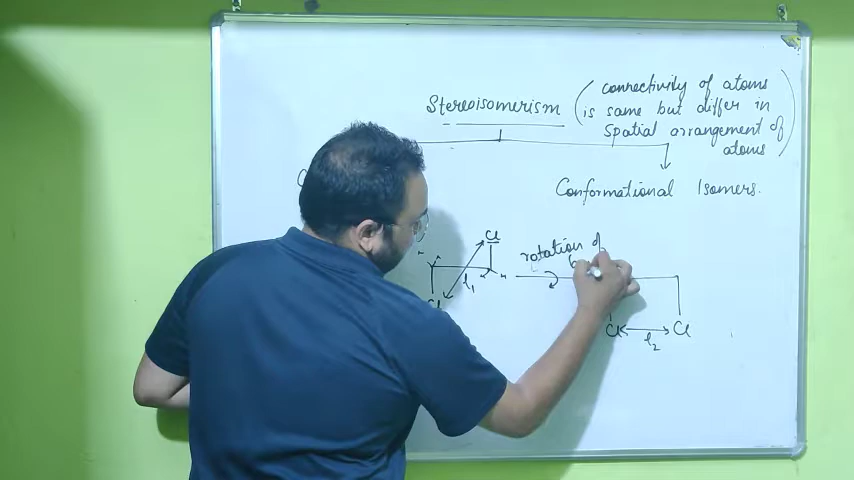 Stereoisomerism
(connectivity of atoms
is same but differ in
spatial arrangement of
atoms)
Conformational Isomers.
Cl
rotation of
l₁
Cl
Cl
Cl
l₂